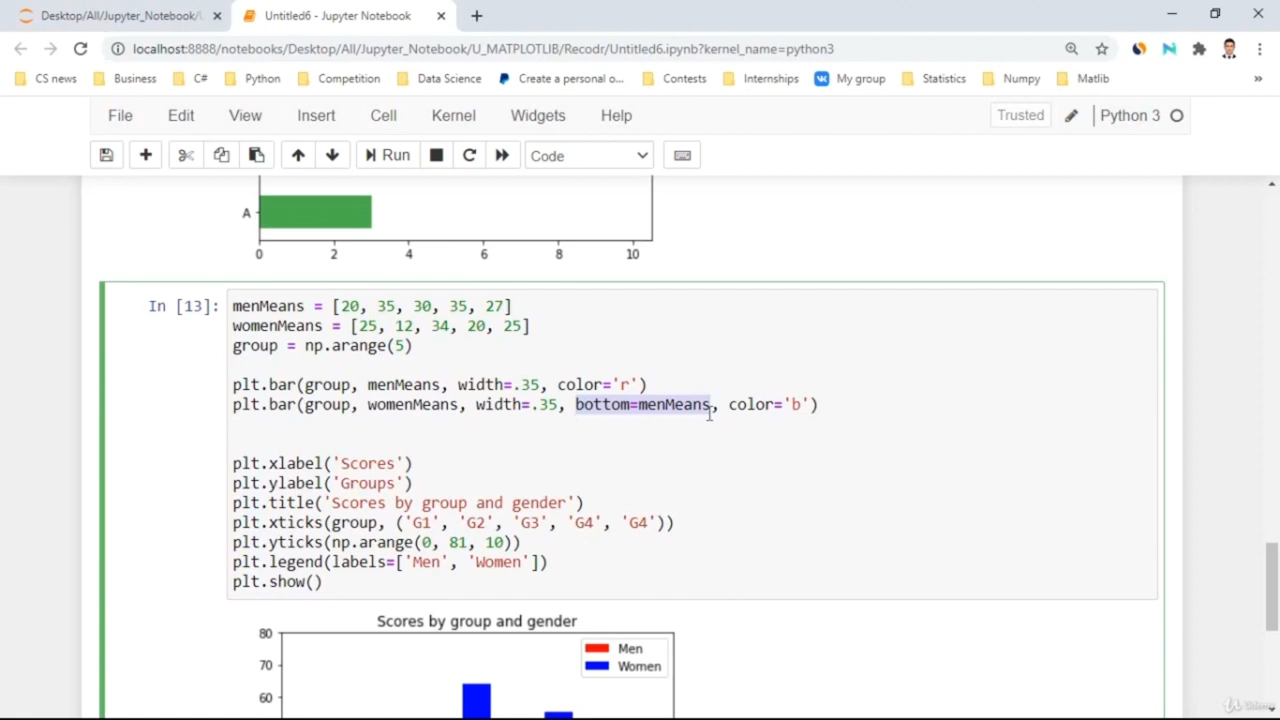 Desktop/All/Jupyter_Notebook/
Untitled6 - Jupyter Notebook
localhost:8888/notebooks/Desktop/All/Jupyter_Notebook/U_MATPLOTLIB/Recodr/Untitled6.ipynb?kernel_name=python3
CS news Business C# Python Competition Data Science Create a personal o... Contests Internships My group Statistics Numpy Matlib »
File Edit View Insert Cell Kernel Widgets Help Trusted Python 3
Run Code
A
0 2 4 6 8 10
In [13]:
menMeans = [20, 35, 30, 35, 27]
womenMeans = [25, 12, 34, 20, 25]
group = np.arange(5)
plt.bar(group, menMeans, width=.35, color='r')
plt.bar(group, womenMeans, width=.35, bottom=menMeans, color='b')
plt.xlabel('Scores')
plt.ylabel('Groups')
plt.title('Scores by group and gender')
plt.xticks(group, ('G1', 'G2', 'G3', 'G4', 'G4'))
plt.yticks(np.arange(0, 81, 10))
plt.legend(labels=['Men', 'Women'])
plt.show()
Scores by group and gender
80
Men
70
Women
60